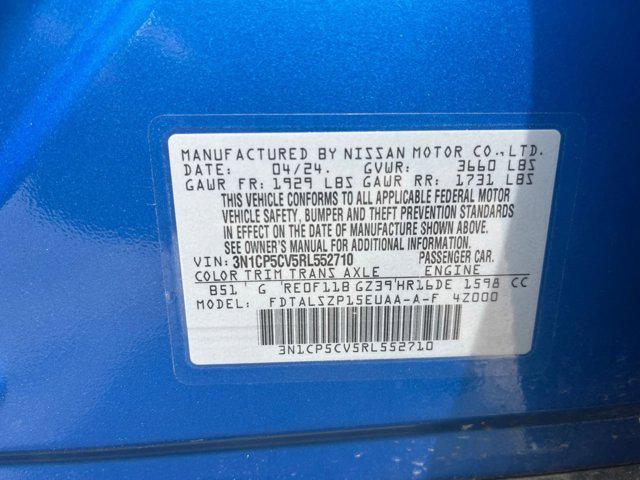 MANUFACTURED BY NISSAN MOTOR CO., LTD.
DATE: 04/24. GVWR: 3660 LBS
GAWR FR: 1929 LBS GAWR RR: 1731 LBS
THIS VEHICLE CONFORMS TO ALL APPLICABLE FEDERAL MOTOR
VEHICLE SAFETY, BUMPER AND THEFT PREVENTION STANDARDS
IN EFFECT ON THE DATE OF MANUFACTURE SHOWN ABOVE.
SEE OWNER'S MANUAL FOR ADDITIONAL INFORMATION.
VIN: 3N1CP5CV5RL552710 PASSENGER CAR.
COLOR TRIM TRANS AXLE ENGINE
B51 G RE0F11B GZ39 HR16DE 1598 CC
MODEL: FDTALSZP15EUAA-A-F 4Z000
3N1CP5CV5RL552710